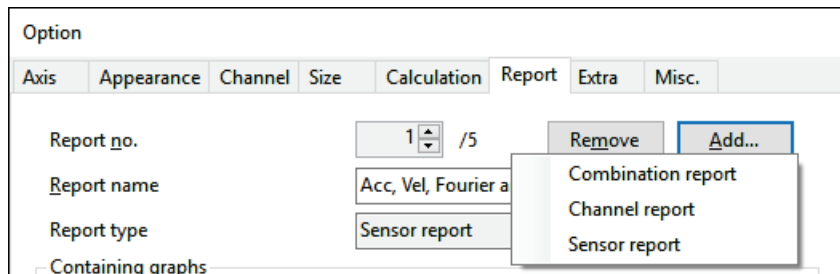 Option
Axis Appearance Channel Size Calculation Report Extra Misc.
Report no. 1 /5 Remove Add...
Combination report
Report name Acc, Vel, Fourier a
Channel report
Report type Sensor report
Sensor report
Containing graphs